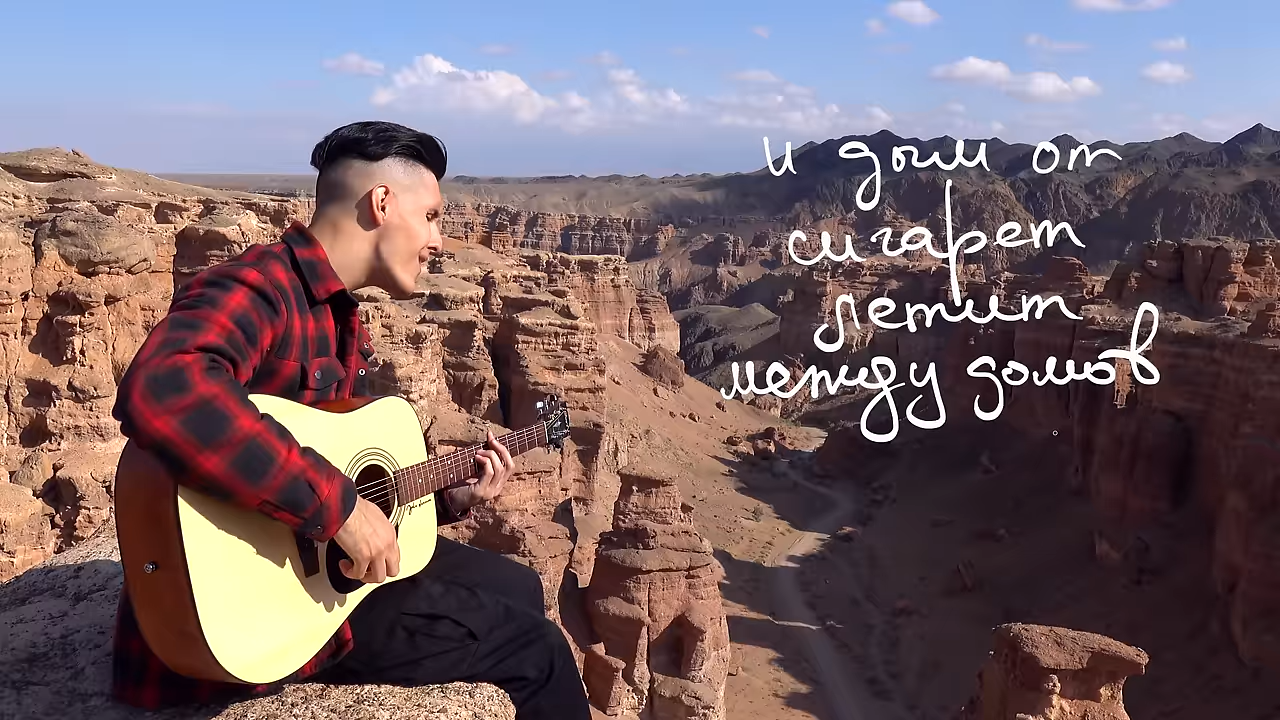 и дым от
сигарет
летит
между домов